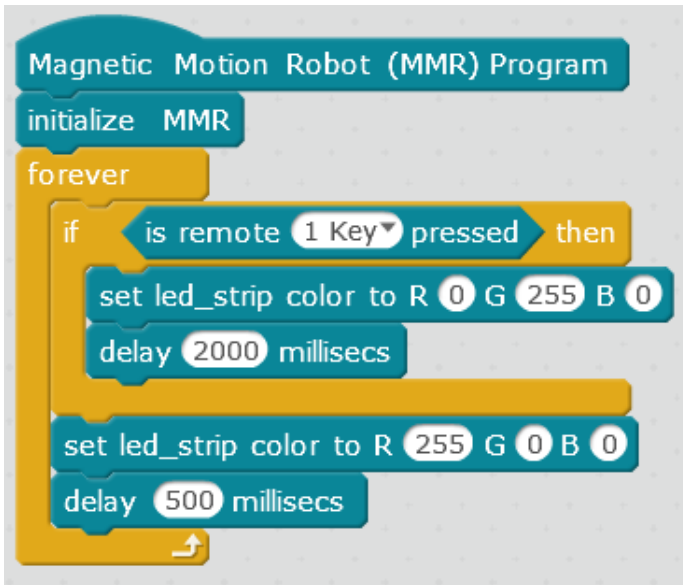 Magnetic Motion Robot (MMR) Program
initialize MMR
forever
if is remote 1 Key pressed then
set led_strip color to R 0 G 255 B 0
delay 2000 millisecs
set led_strip color to R 255 G 0 B 0
delay 500 millisecs